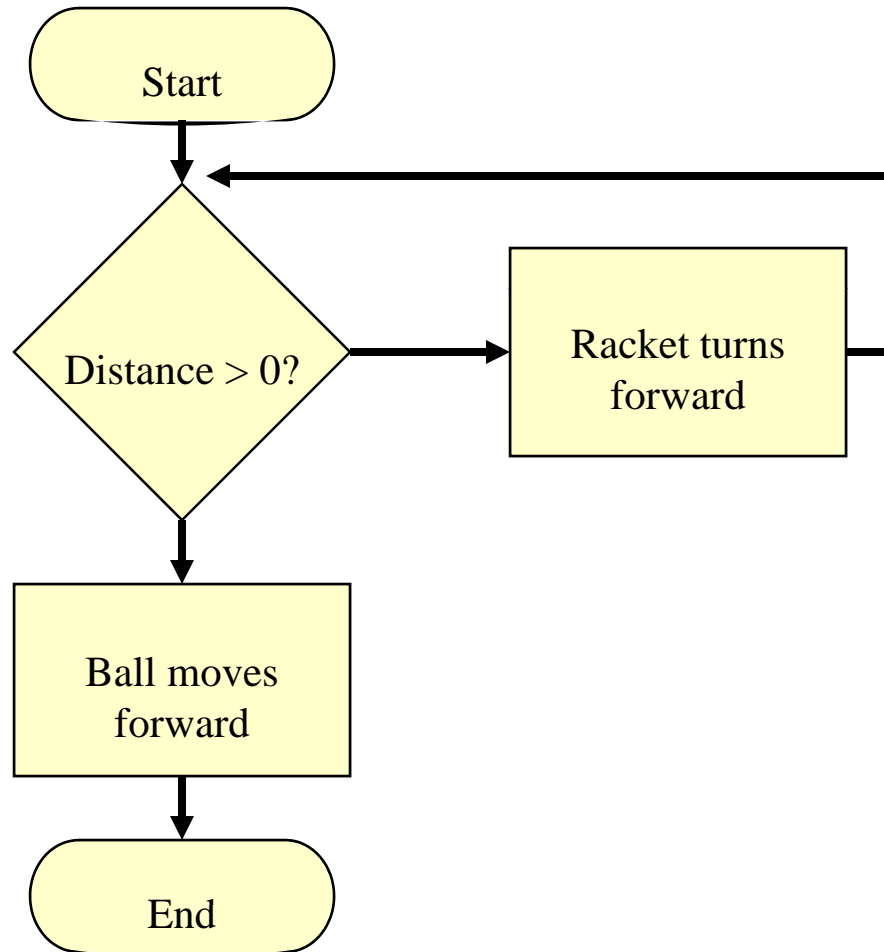 Start
Distance > 0?
Racket turns
forward
Ball moves
forward
End